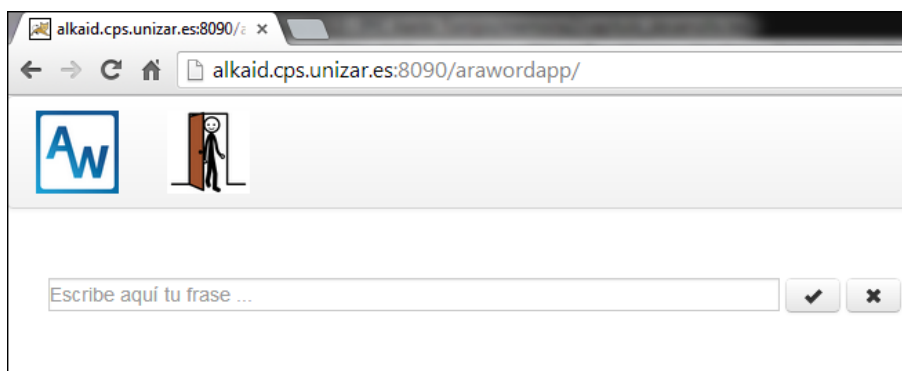 alkaid.cps.unizar.es:8090/a
alkaid.cps.unizar.es:8090/arawordapp/
AW
Escribe aquí tu frase ...